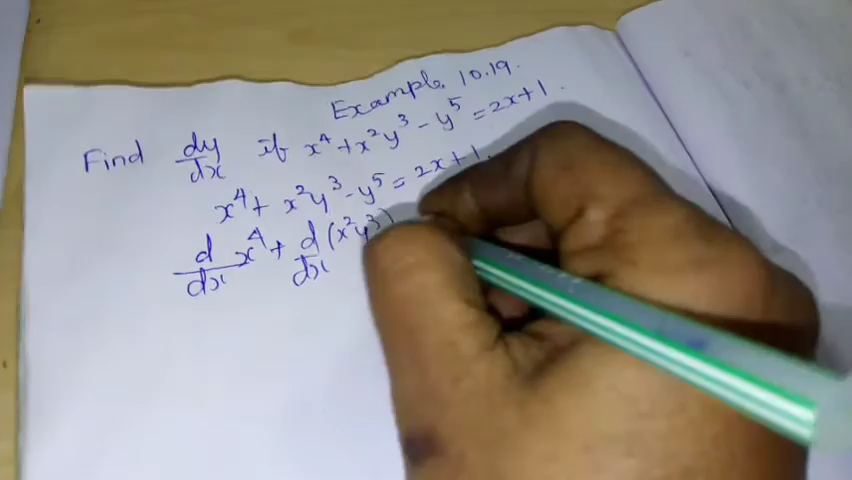 Example 10.19.
Find dy/dx if x⁴ + x²y³ - y⁵ = 2x+1.
x⁴ + x²y³ - y⁵ = 2x+1.
d/dx x⁴ + d/dx (x²y³)